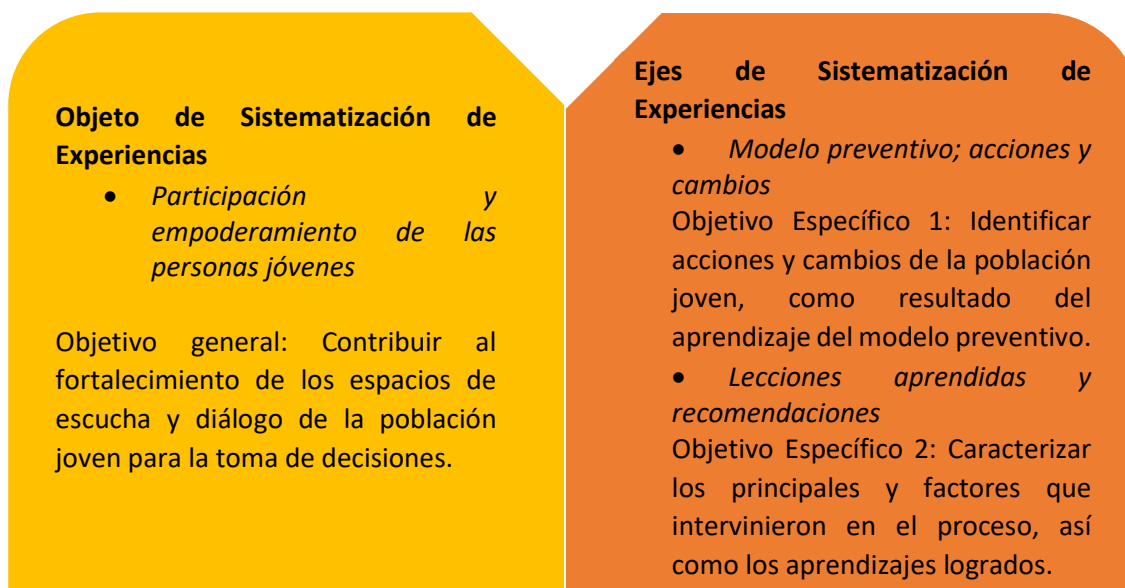 Objeto de Sistematización de
Experiencias
• Participación y
empoderamiento de las
personas jóvenes
Objetivo general: Contribuir al
fortalecimiento de los espacios de
escucha y diálogo de la población
joven para la toma de decisiones.
Ejes de Sistematización de
Experiencias
• Modelo preventivo; acciones y
cambios
Objetivo Específico 1: Identificar
acciones y cambios de la población
joven, como resultado del
aprendizaje del modelo preventivo.
• Lecciones aprendidas y
recomendaciones
Objetivo Específico 2: Caracterizar
los principales y factores que
intervinieron en el proceso, así
como los aprendizajes logrados.